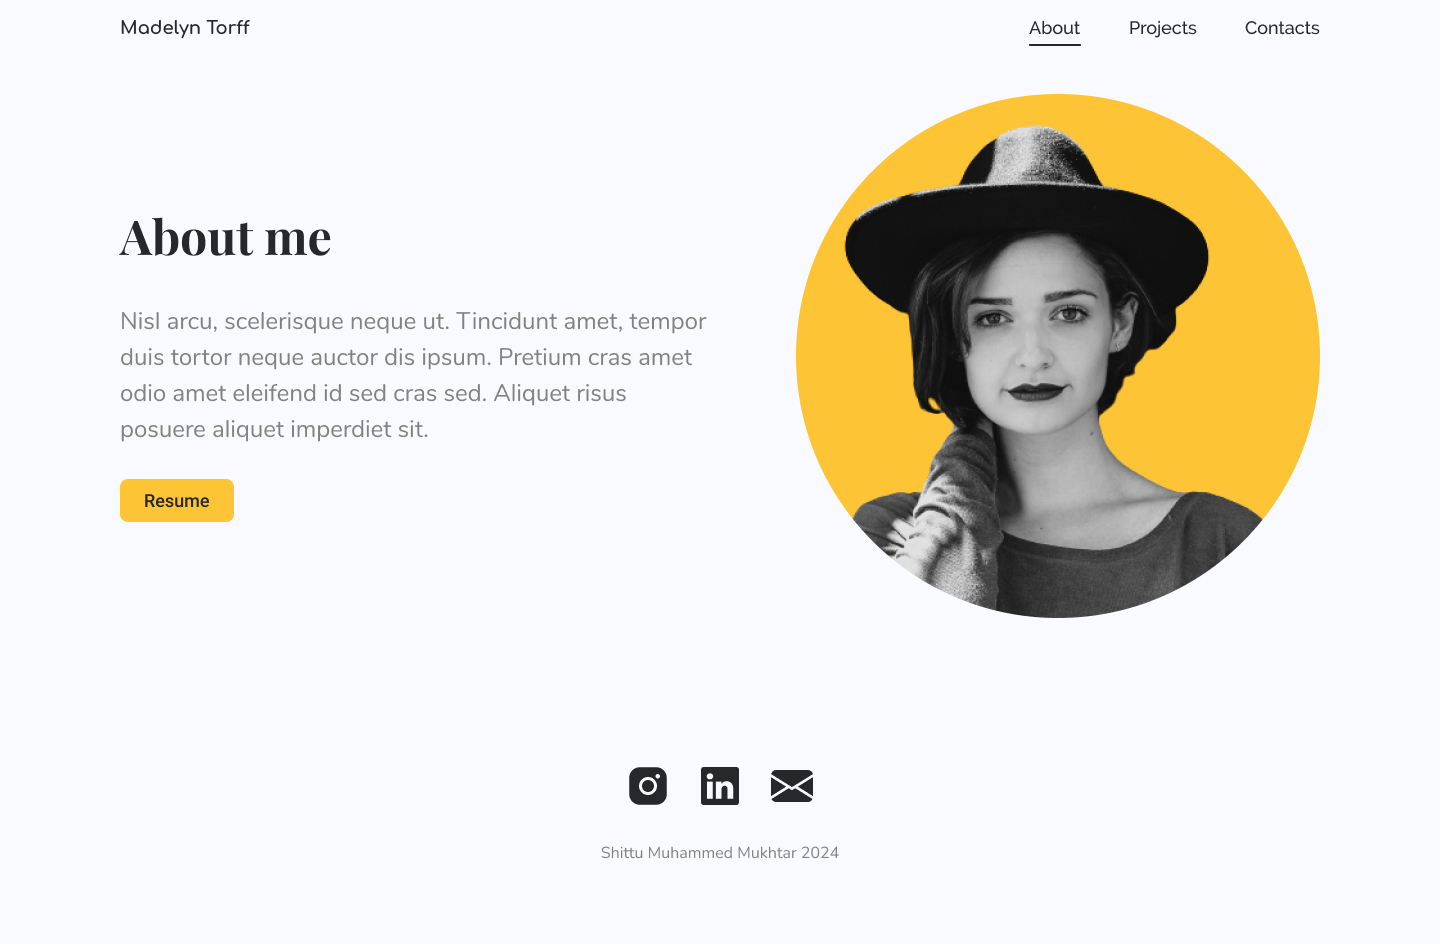 Madelyn Torff
About Projects Contacts
About me
Nisl arcu, scelerisque neque ut. Tincidunt amet, tempor
duis tortor neque auctor dis ipsum. Pretium cras amet
odio amet eleifend id sed cras sed. Aliquet risus
posuere aliquet imperdiet sit.
Resume
in
Shittu Muhammed Mukhtar 2024